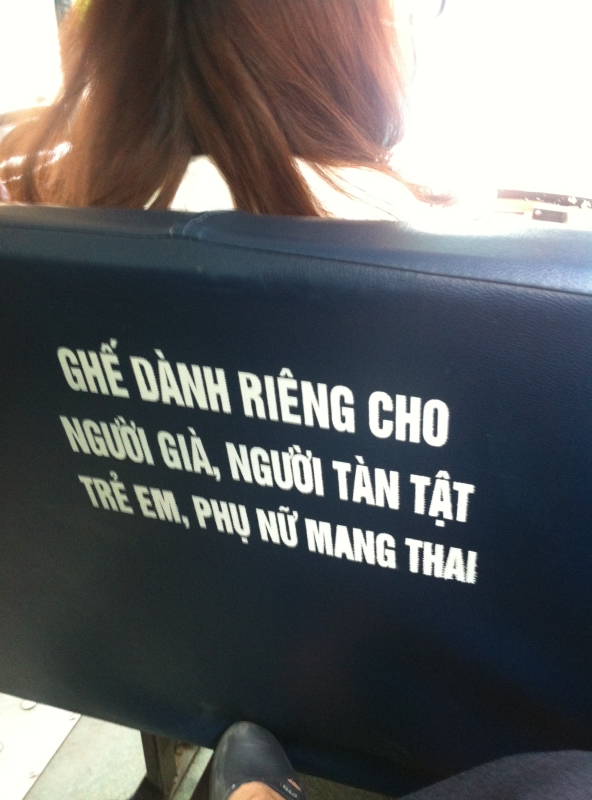 GHẾ DÀNH RIÊNG CHO
NGƯỜI GIÀ, NGƯỜI TÀN TẬT
TRẺ EM, PHỤ NỮ MANG THAI